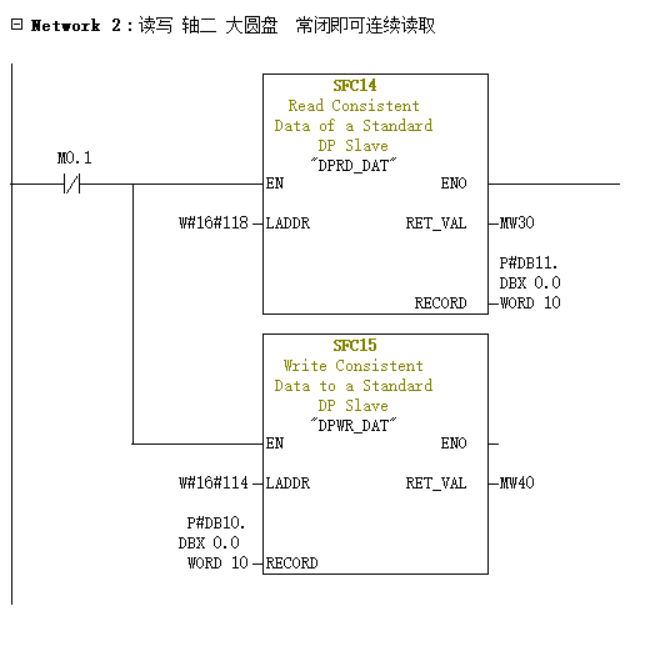 Network 2：读写 轴二 大圆盘 常闭即可连续读取
SFC14
Read Consistent
Data of a Standard
DP Slave
"DPRD_DAT"
M0.1
EN ENO
W#16#118 LADDR RET_VAL MW30
P#DB11.
DBX 0.0
RECORD WORD 10
SFC15
Write Consistent
Data to a Standard
DP Slave
"DPWR_DAT"
EN ENO
W#16#114 LADDR RET_VAL MW40
P#DB10.
DBX 0.0
WORD 10 RECORD